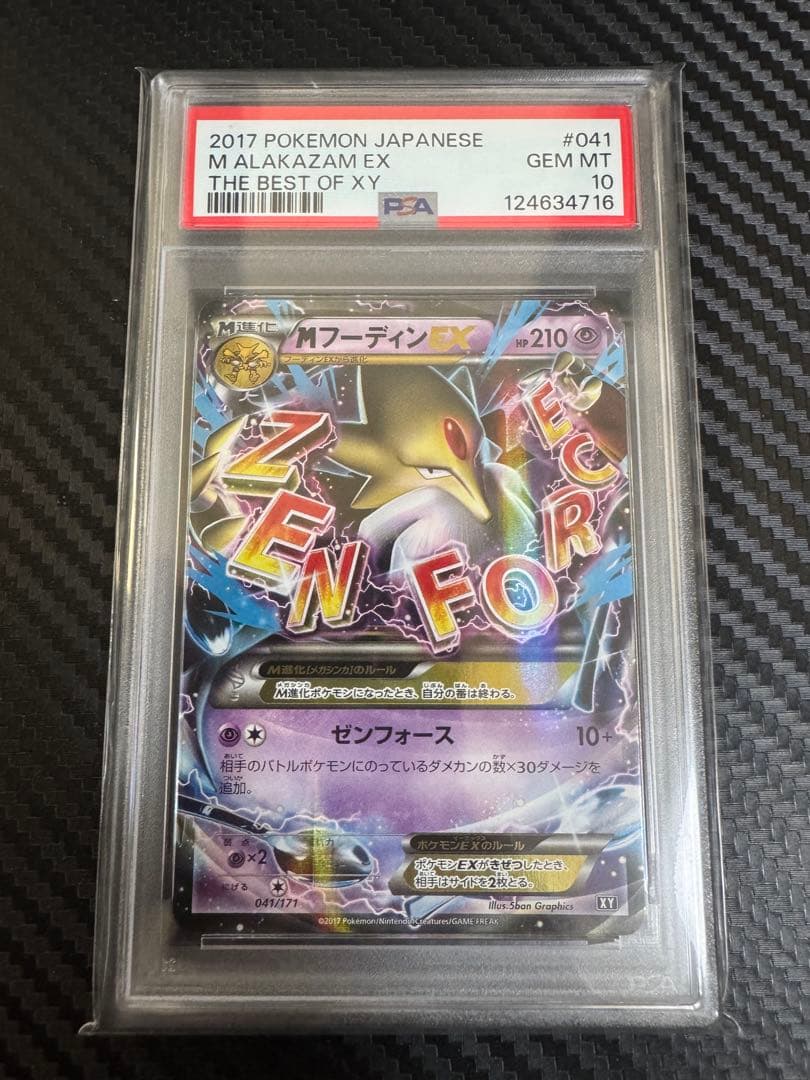 2017 POKEMON JAPANESE #041
M ALAKAZAM EX GEM MT
THE BEST OF XY 10
PSA 124634716
M進化 MフーディンEX HP210
フーディンEXから進化
ZEN FORCE
M進化[メガシンカ]のルール
M進化ポケモンになったとき、自分の番は終わる。
ゼンフォース 10+
相手のバトルポケモンにのっているダメカンの数×30ダメージを
追加。
ポケモンEXのルール
×2
ポケモンEXがきぜつしたとき、
相手はサイドを2枚とる。
にげる
041/171 Illus.5ban Graphics XY
©2017 Pokémon/Nintendo/Creatures/GAME FREAK
PSA